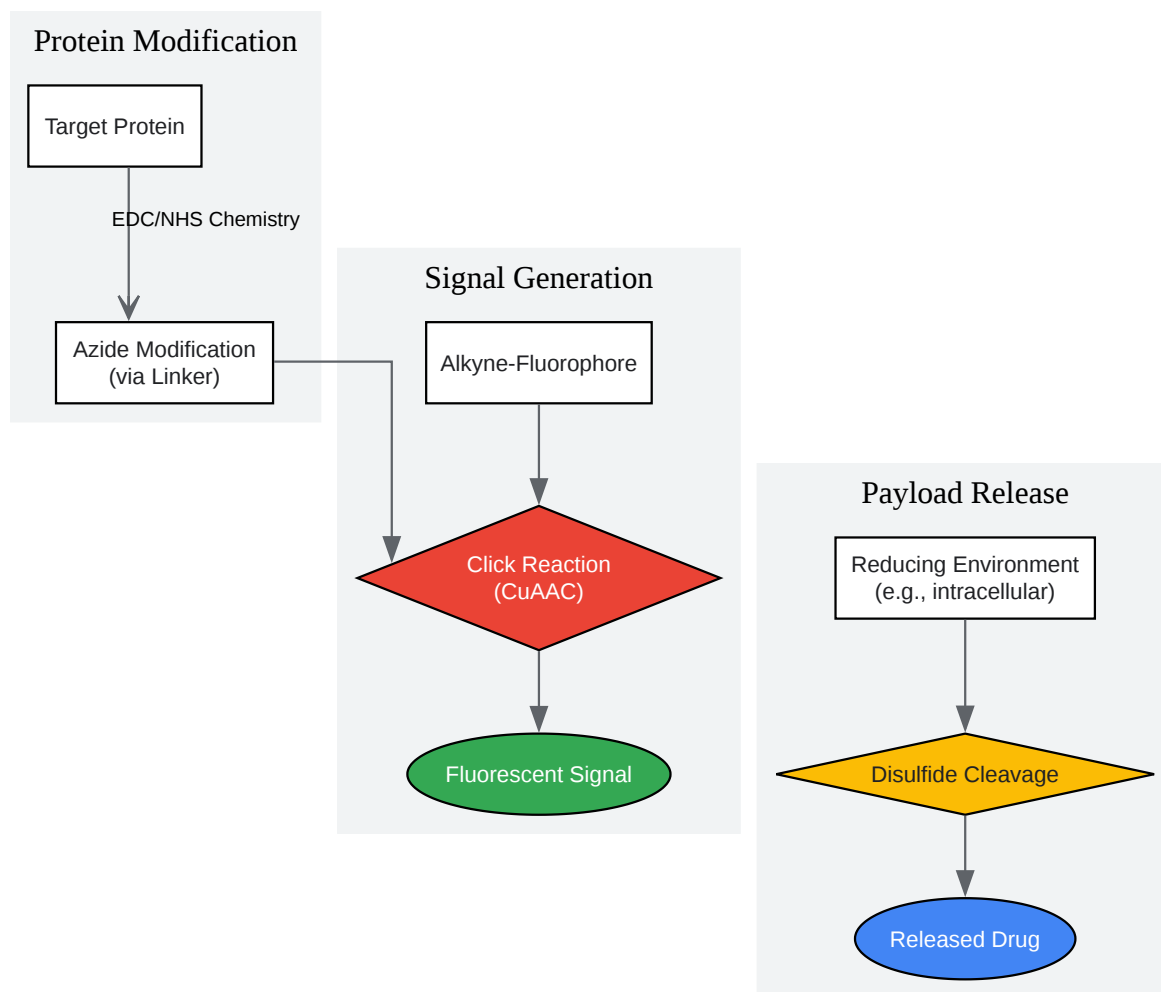 Protein Modification
Target Protein
EDC/NHS Chemistry
Azide Modification
(via Linker)
Signal Generation
Alkyne-Fluorophore
Click Reaction
(CuAAC)
Fluorescent Signal
Payload Release
Reducing Environment
(e.g., intracellular)
Disulfide Cleavage
Released Drug